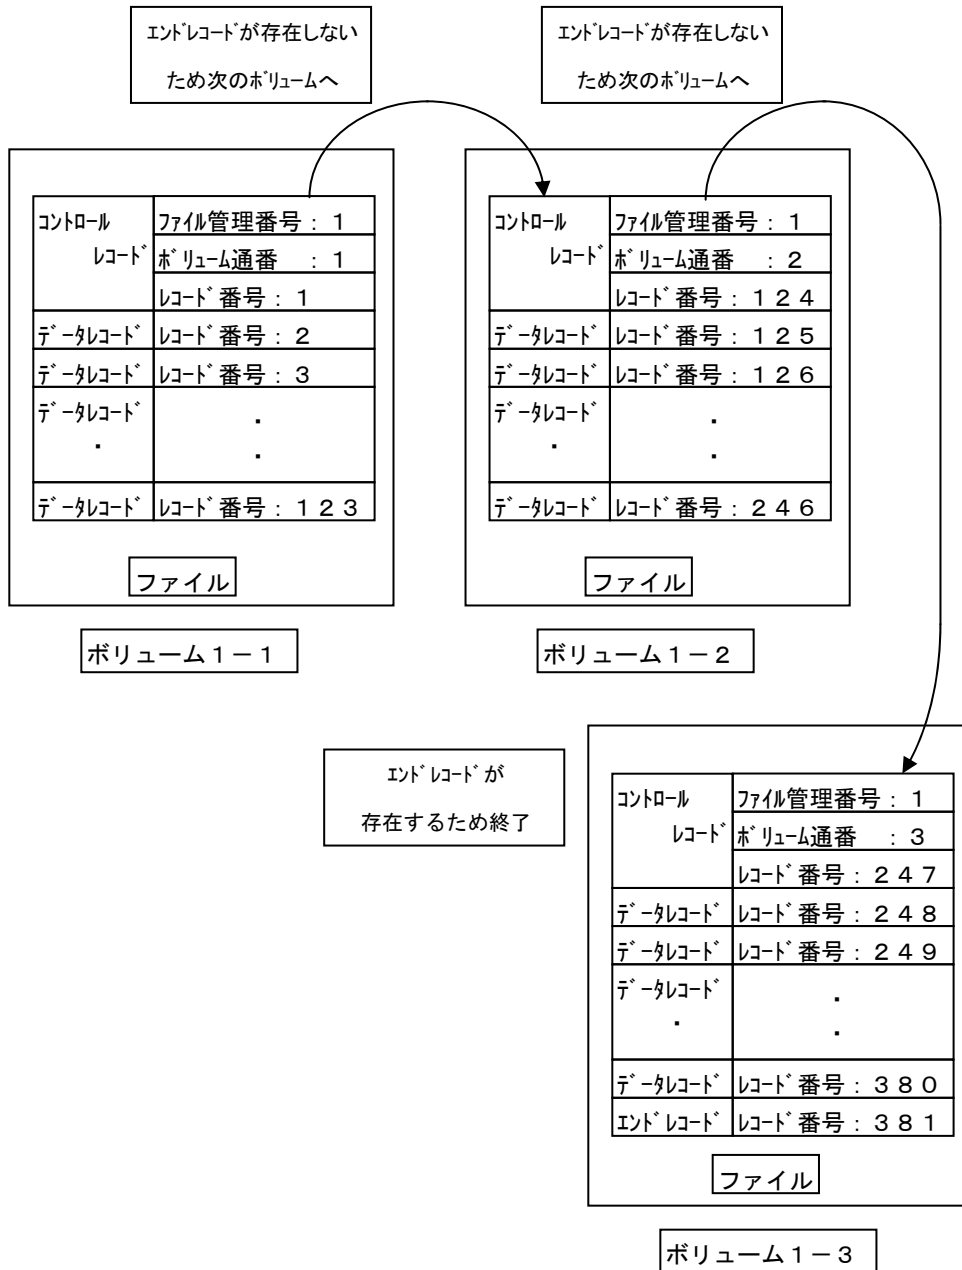 ｴﾝﾄﾞﾚｺｰﾄﾞが存在しない
ため次のﾎﾞﾘｭｰﾑへ
ｴﾝﾄﾞﾚｺｰﾄﾞが存在しない
ため次のﾎﾞﾘｭｰﾑへ
ｺﾝﾄﾛｰﾙ
ﾚｺｰﾄﾞ
ﾌｧｲﾙ管理番号：１
ﾎﾞﾘｭｰﾑ通番　：１
ﾚｺｰﾄﾞ番号：１
ﾃﾞｰﾀﾚｺｰﾄﾞ ﾚｺｰﾄﾞ番号：２
ﾃﾞｰﾀﾚｺｰﾄﾞ ﾚｺｰﾄﾞ番号：３
ﾃﾞｰﾀﾚｺｰﾄﾞ ・
・ ・
ﾃﾞｰﾀﾚｺｰﾄﾞ ﾚｺｰﾄﾞ番号：１２３
ファイル
ボリューム１－１
ｺﾝﾄﾛｰﾙ
ﾚｺｰﾄﾞ
ﾌｧｲﾙ管理番号：１
ﾎﾞﾘｭｰﾑ通番　：２
ﾚｺｰﾄﾞ番号：１２４
ﾃﾞｰﾀﾚｺｰﾄﾞ ﾚｺｰﾄﾞ番号：１２５
ﾃﾞｰﾀﾚｺｰﾄﾞ ﾚｺｰﾄﾞ番号：１２６
ﾃﾞｰﾀﾚｺｰﾄﾞ ・
・ ・
ﾃﾞｰﾀﾚｺｰﾄﾞ ﾚｺｰﾄﾞ番号：２４６
ファイル
ボリューム１－２
ｴﾝﾄﾞﾚｺｰﾄﾞが
存在するため終了
ｺﾝﾄﾛｰﾙ
ﾚｺｰﾄﾞ
ﾌｧｲﾙ管理番号：１
ﾎﾞﾘｭｰﾑ通番　：３
ﾚｺｰﾄﾞ番号：２４７
ﾃﾞｰﾀﾚｺｰﾄﾞ ﾚｺｰﾄﾞ番号：２４８
ﾃﾞｰﾀﾚｺｰﾄﾞ ﾚｺｰﾄﾞ番号：２４９
ﾃﾞｰﾀﾚｺｰﾄﾞ ・
・ ・
ﾃﾞｰﾀﾚｺｰﾄﾞ ﾚｺｰﾄﾞ番号：３８０
ｴﾝﾄﾞﾚｺｰﾄﾞ ﾚｺｰﾄﾞ番号：３８１
ファイル
ボリューム１－３